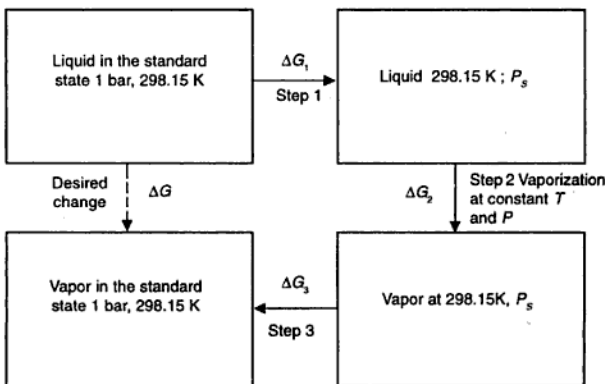 Liquid in the standard
state 1 bar, 298.15 K
ΔG₁
Step 1
Liquid 298.15 K ; Pₛ
Desired
change
ΔG
ΔG₂
Step 2 Vaporization
at constant T
and P
Vapor in the standard
state 1 bar, 298.15 K
ΔG₃
Step 3
Vapor at 298.15K, Pₛ